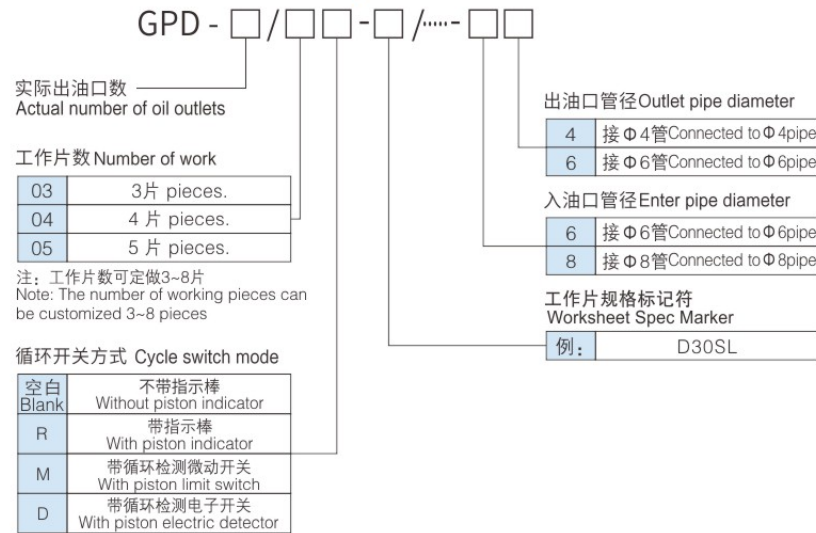 GPD - □/□□-□/·····-□□
实际出油口数
Actual number of oil outlets
工作片数 Number of work
03 3片 pieces.
04 4 片 pieces.
05 5 片 pieces.
注：工作片数可定做3~8片
Note: The number of working pieces can
be customized 3~8 pieces
循环开关方式 Cycle switch mode
空白 不带指示棒
Blank Without piston indicator
R 带指示棒
With piston indicator
M 带循环检测微动开关
With piston limit switch
D 带循环检测电子开关
With piston electric detector
出油口管径Outlet pipe diameter
4 接Φ4管Connected toΦ4pipe
6 接Φ6管Connected toΦ6pipe
入油口管径Enter pipe diameter
6 接Φ6管Connected toΦ6pipe
8 接Φ8管Connected toΦ8pipe
工作片规格标记符
Worksheet Spec Marker
例： D30SL